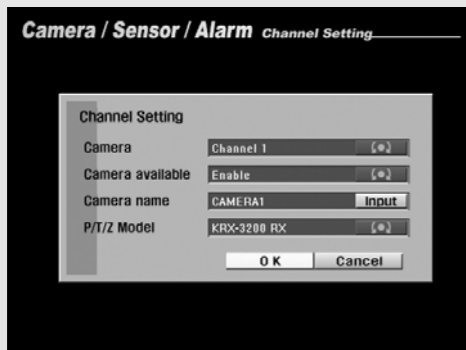 Camera / Sensor / Alarm Channel Setting
Channel Setting
Camera Channel 1
Camera available Enable
Camera name CAMERA1 Input
P/T/Z Model KRX-3200 RX
OK Cancel